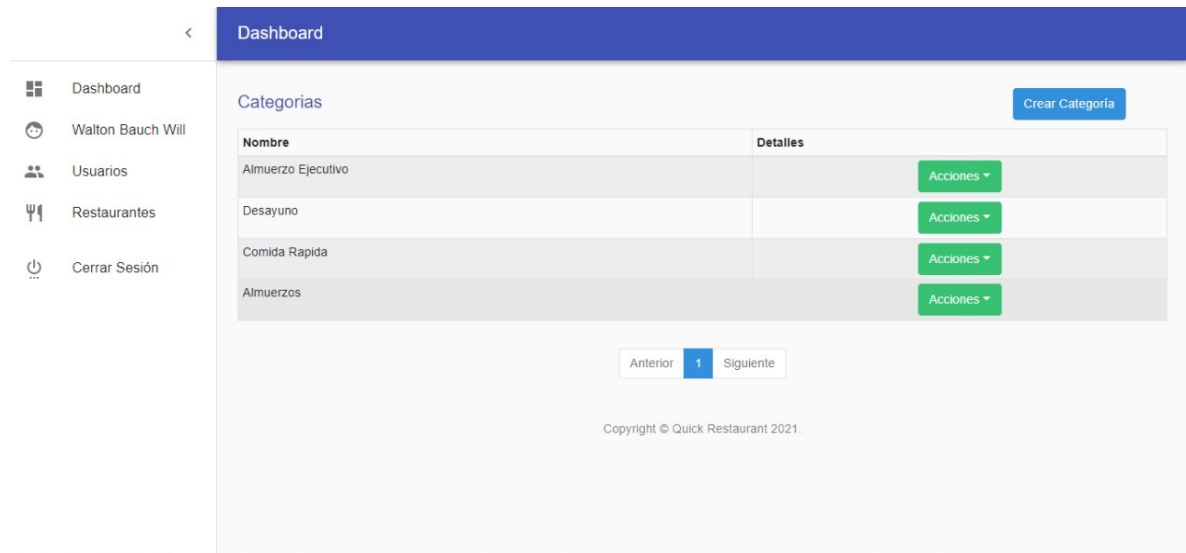 Dashboard
Dashboard
Walton Bauch Will
Usuarios
Restaurantes
Cerrar Sesión
Categorias
Crear Categoría
Nombre Detalles
Almuerzo Ejecutivo Acciones
Desayuno Acciones
Comida Rapida Acciones
Almuerzos Acciones
Anterior 1 Siguiente
Copyright © Quick Restaurant 2021.